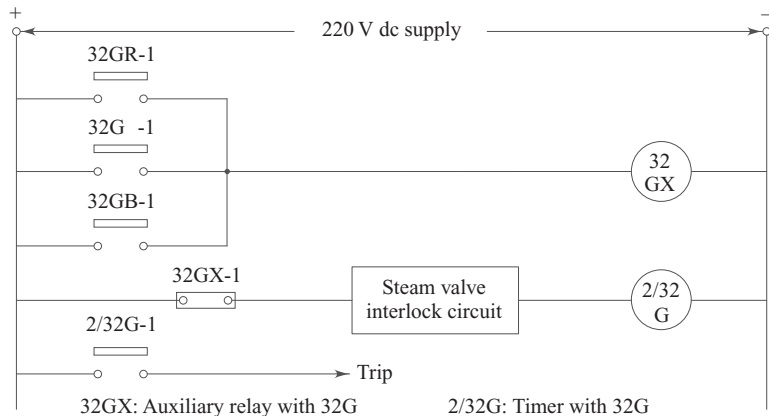 + −
220 V dc supply
32GR-1
32G -1
32
GX
32GB-1
32GX-1
Steam valve
interlock circuit
2/32
G
2/32G-1
Trip
32GX: Auxiliary relay with 32G 2/32G: Timer with 32G